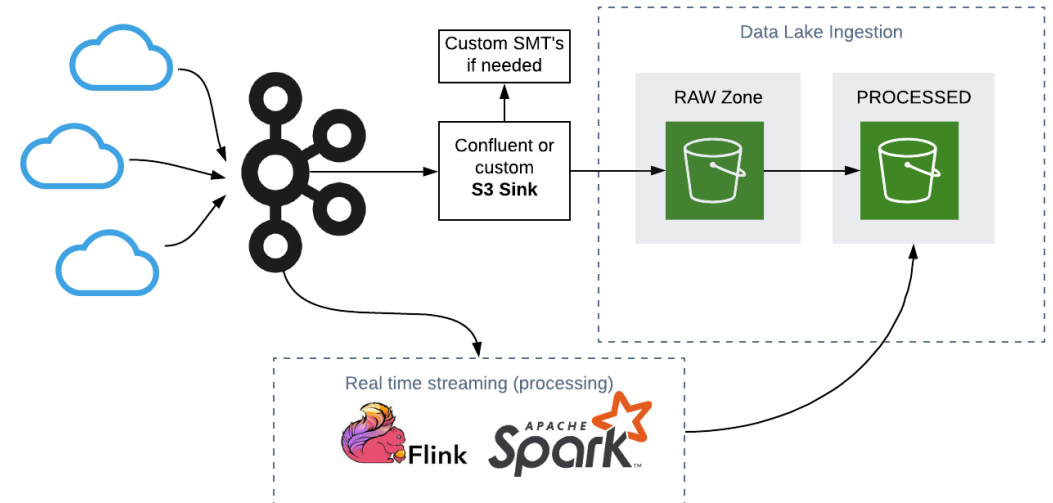 Custom SMT's
if needed
Data Lake Ingestion
RAW Zone
PROCESSED
Confluent or
custom
S3 Sink
Real time streaming (processing)
Flink
APACHE
Spark
TM